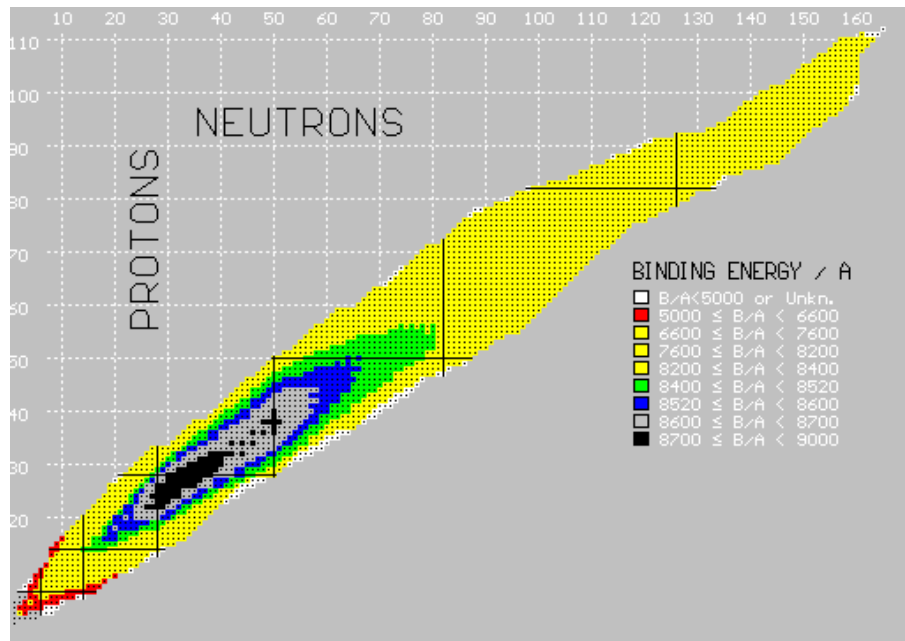 10 20 30 40 50 60 70 80 90 100 110 120 130 140 150 160
110
100
NEUTRONS
90
PROTONS
80
70
BINDING ENERGY / A
B/A<5000 or Unkn.
5000 ≤ B/A < 6600
60
6600 ≤ B/A < 7600
7600 ≤ B/A < 8200
50
8200 ≤ B/A < 8400
8400 ≤ B/A < 8520
8520 ≤ B/A < 8600
40
8600 ≤ B/A < 8700
8700 ≤ B/A < 9000
30
20